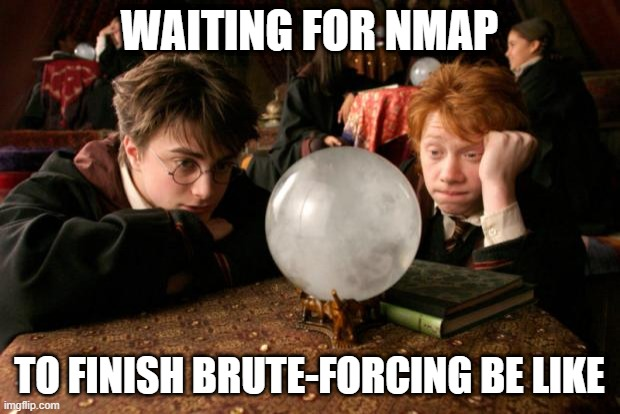 WAITING FOR NMAP
TO FINISH BRUTE-FORCING BE LIKE
imgflip.com